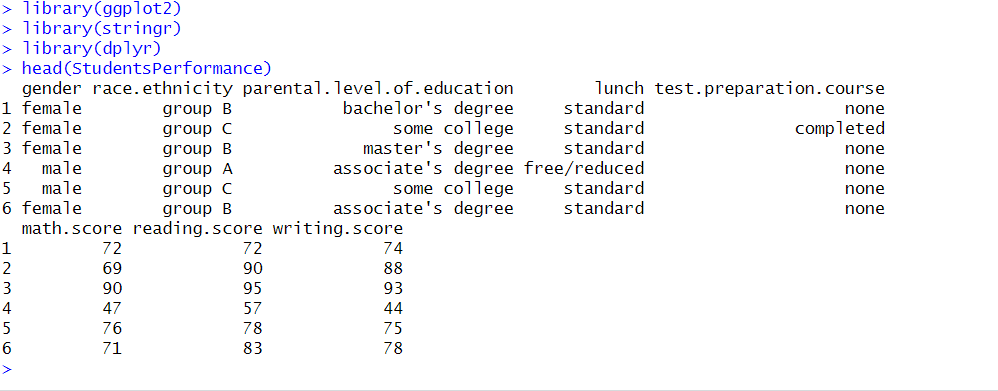 > library(ggplot2)
> library(stringr)
> library(dplyr)
> head(StudentsPerformance)
  gender race.ethnicity parental.level.of.education        lunch test.preparation.course
1 female        group B           bachelor's degree     standard                    none
2 female        group C                some college     standard               completed
3 female        group B             master's degree     standard                    none
4   male        group A          associate's degree free/reduced                    none
5   male        group C                some college     standard                    none
6 female        group B          associate's degree     standard                    none
  math.score reading.score writing.score
1         72            72            74
2         69            90            88
3         90            95            93
4         47            57            44
5         76            78            75
6         71            83            78
>